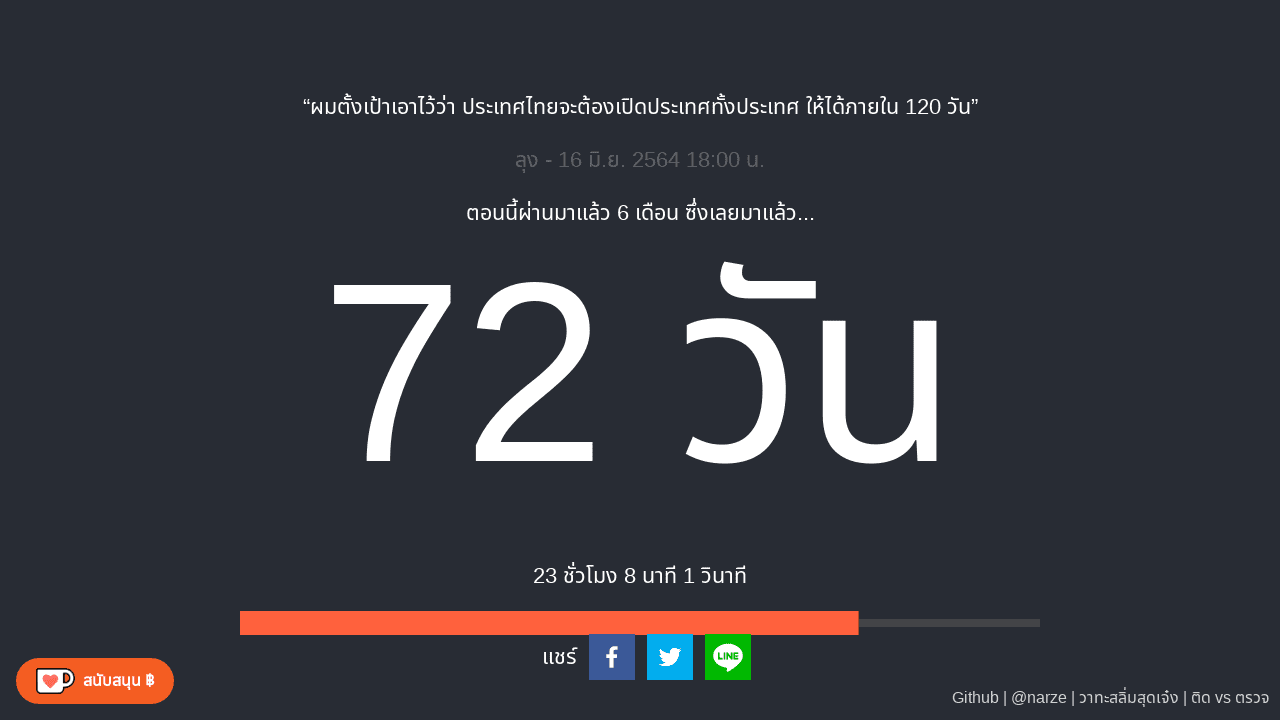 “ผมตั้งเป้าเอาไว้ว่า ประเทศไทยจะต้องเปิดประเทศทั้งประเทศ ให้ได้ภายใน 120 วัน”
ลุง - 16 มิ.ย. 2564 18:00 น.
ตอนนี้ผ่านมาแล้ว 6 เดือน ซึ่งเลยมาแล้ว...
72 วัน
23 ชั่วโมง 8 นาที 1 วินาที
แชร์
LINE
สนับสนุน ฿
Github | @narze | วาทะสลิ่มสุดเจ๋ง | ติด vs ตรวจ